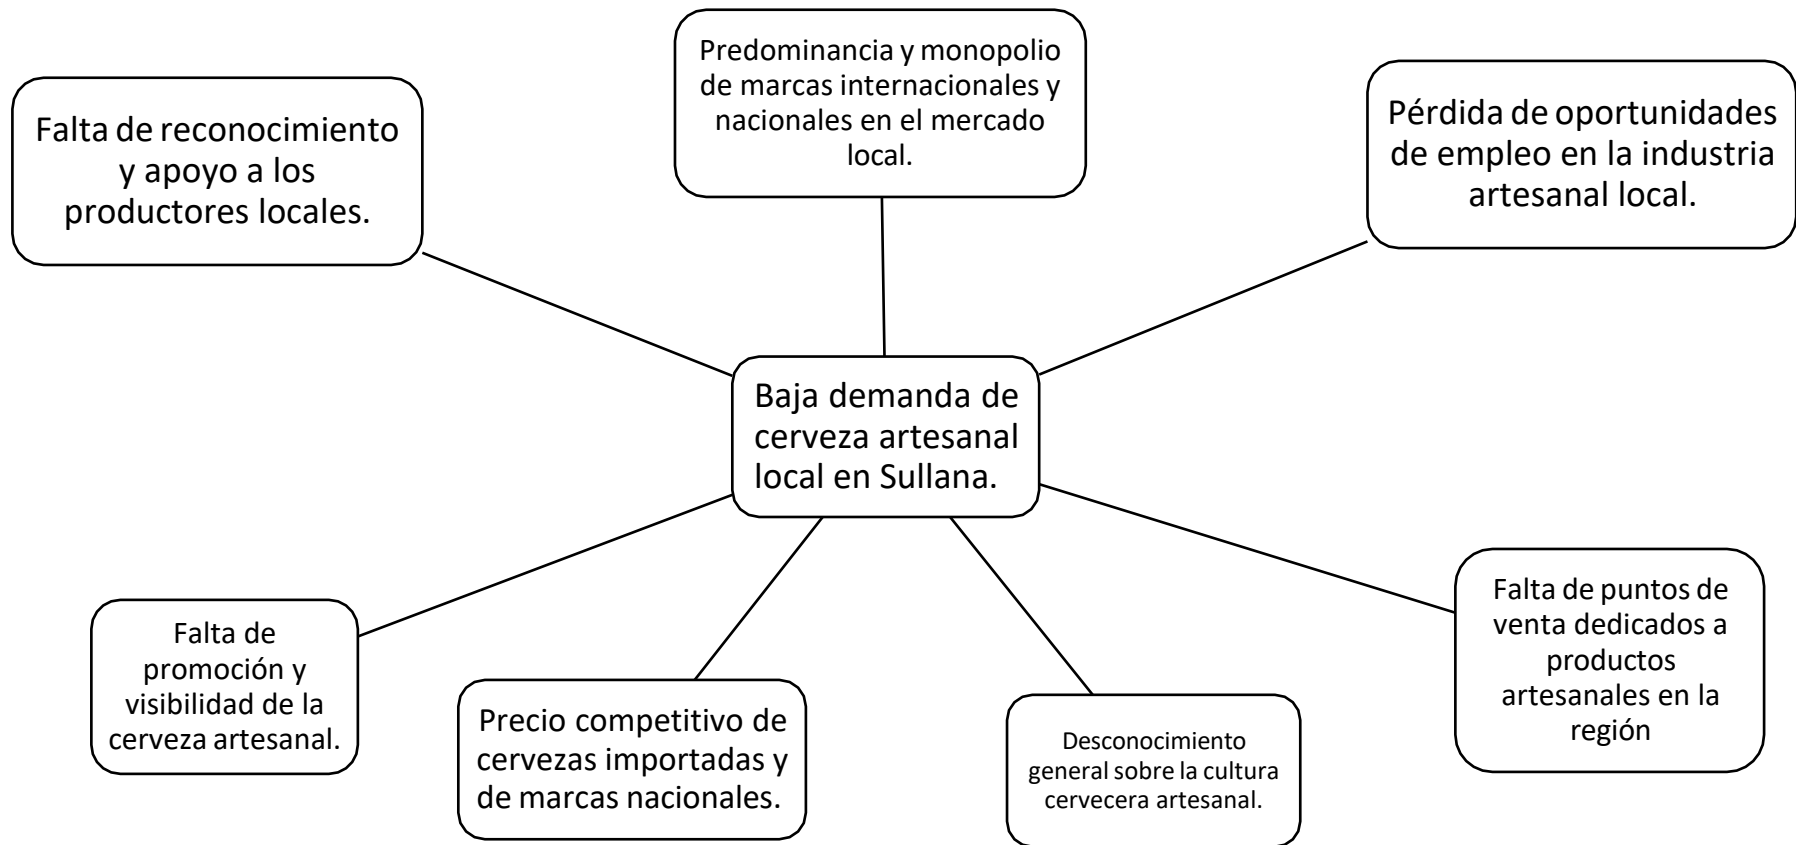 Predominancia y monopolio
de marcas internacionales y
nacionales en el mercado
local.
Falta de reconocimiento
y apoyo a los
productores locales.
Pérdida de oportunidades
de empleo en la industria
artesanal local.
Baja demanda de
cerveza artesanal
local en Sullana.
Falta de
promoción y
visibilidad de la
cerveza artesanal.
Precio competitivo de
cervezas importadas y
de marcas nacionales.
Desconocimiento
general sobre la cultura
cervecera artesanal.
Falta de puntos de
venta dedicados a
productos
artesanales en la
región